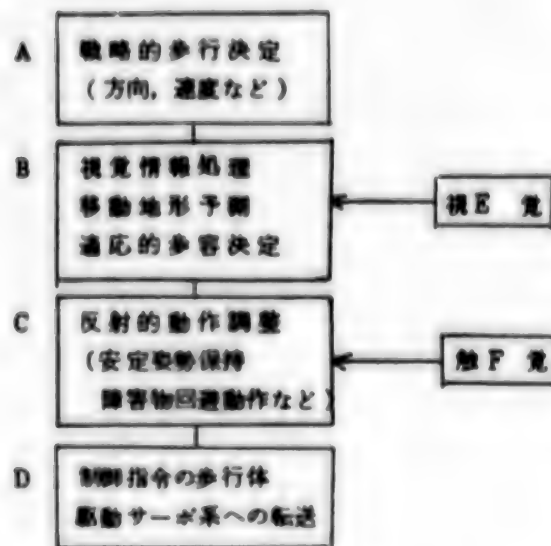 A 戦略的歩行決定
(方向,速度など)
B 視覚情報処理
移動地形予測
適応的歩容決定
視E 覚
C 反射的動作調整
(安定姿勢保持
障害物回避動作など)
触F 覚
D 制御指令の歩行体
駆動サーボ系への転送